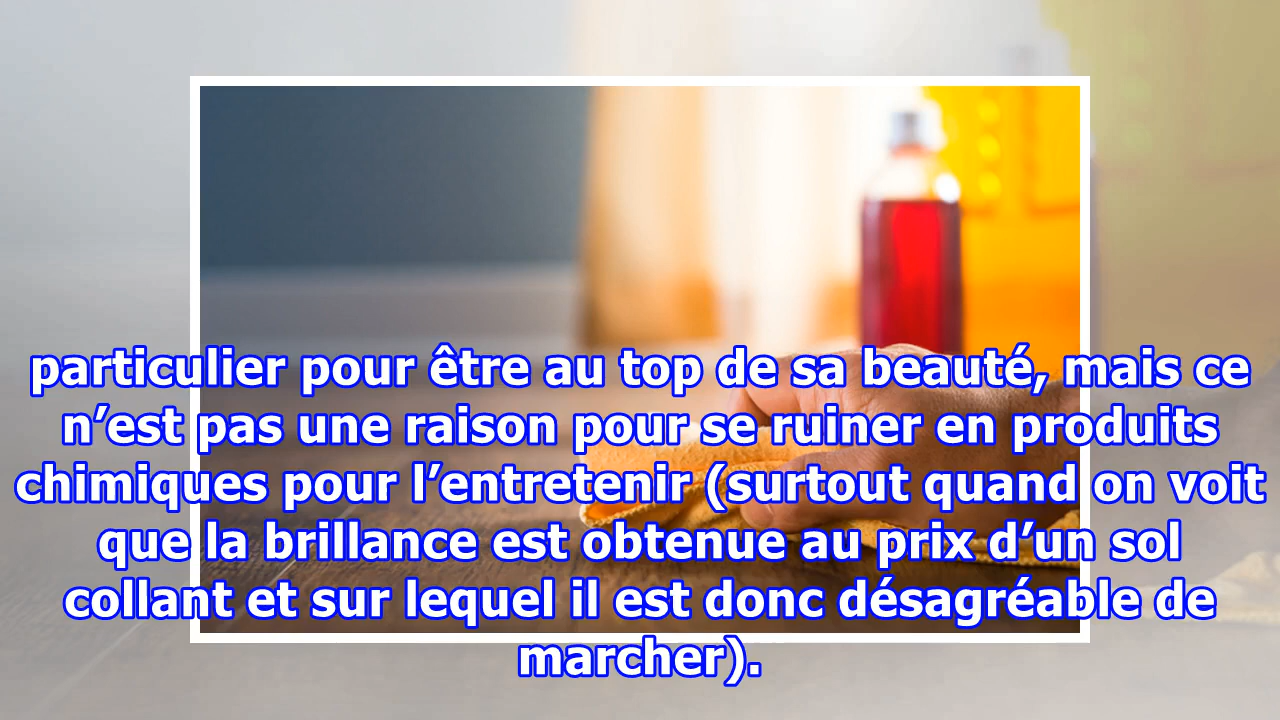 particulier pour être au top de sa beauté, mais ce
n’est pas une raison pour se ruiner en produits
chimiques pour l’entretenir (surtout quand on voit
que la brillance est obtenue au prix d’un sol
collant et sur lequel il est donc désagréable de
marcher).